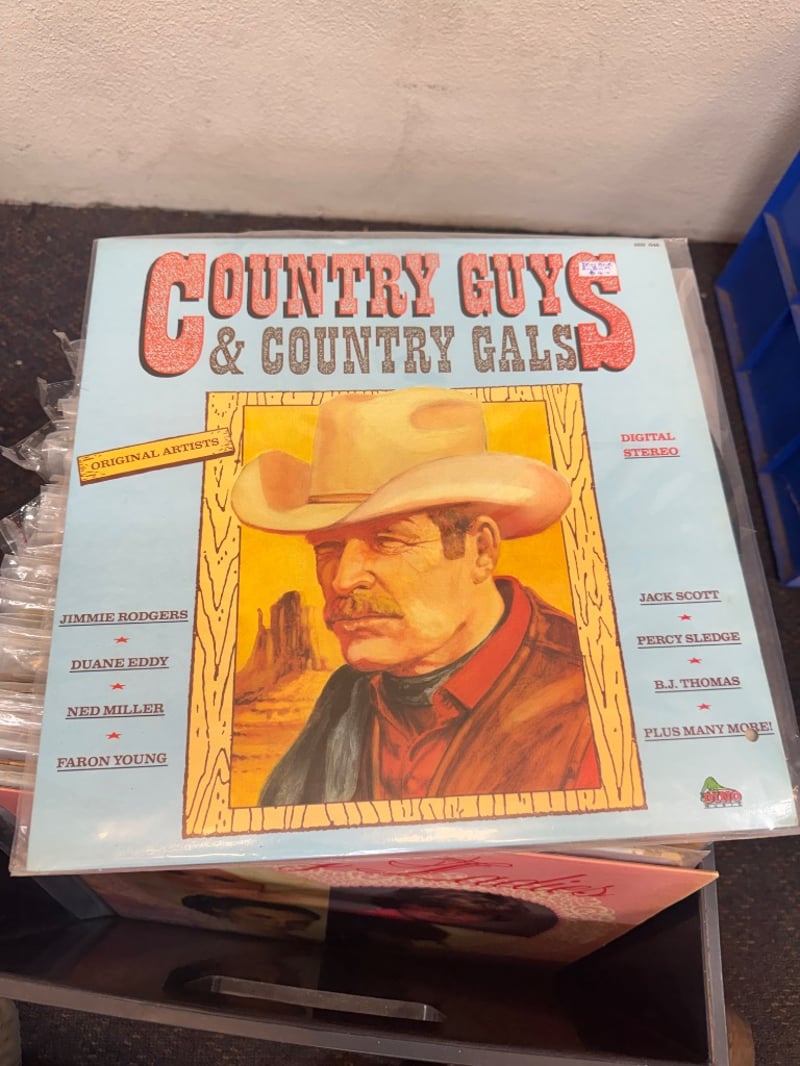 COUNTRY GUYS
& COUNTRY GALS
ORIGINAL ARTISTS
DIGITAL
STEREO
JIMMIE RODGERS
DUANE EDDY
NED MILLER
FARON YOUNG
JACK SCOTT
PERCY SLEDGE
B.J. THOMAS
PLUS MANY MORE!